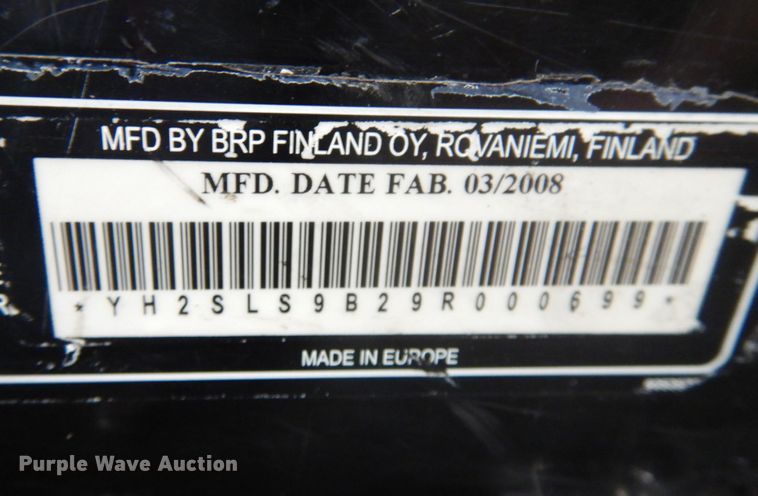 MFD BY BRP FINLAND OY, ROVANIEMI, FINLAND
MFD. DATE FAB. 03/2008
*YH2SLS9B29R000699*
MADE IN EUROPE
Purple Wave Auction